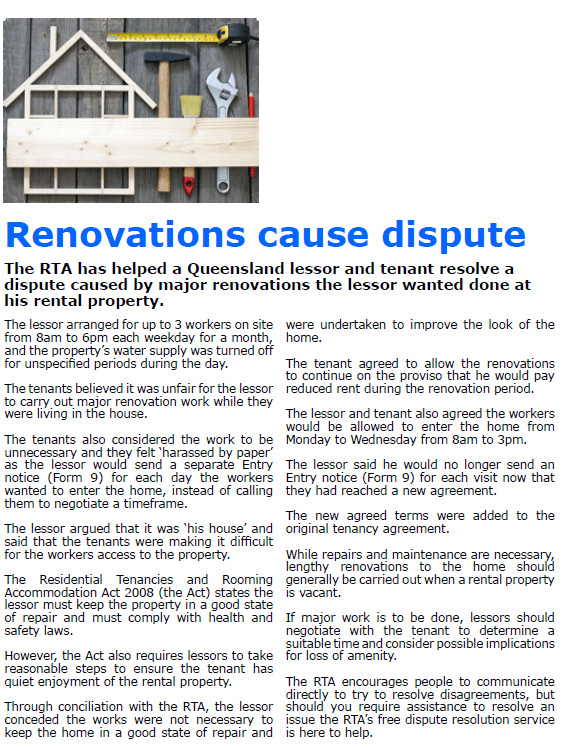 Renovations cause dispute
The RTA has helped a Queensland lessor and tenant resolve a
dispute caused by major renovations the lessor wanted done at
his rental property.
The lessor arranged for up to 3 workers on site
from 8am to 6pm each weekday for a month,
and the property’s water supply was turned off
for unspecified periods during the day.
The tenants believed it was unfair for the lessor
to carry out major renovation work while they
were living in the house.
The tenants also considered the work to be
unnecessary and they felt ‘harassed by paper’
as the lessor would send a separate Entry
notice (Form 9) for each day the workers
wanted to enter the home, instead of calling
them to negotiate a timeframe.
The lessor argued that it was ‘his house’ and
said that the tenants were making it difficult
for the workers access to the property.
The Residential Tenancies and Rooming
Accommodation Act 2008 (the Act) states the
lessor must keep the property in a good state
of repair and must comply with health and
safety laws.
However, the Act also requires lessors to take
reasonable steps to ensure the tenant has
quiet enjoyment of the rental property.
Through conciliation with the RTA, the lessor
conceded the works were not necessary to
keep the home in a good state of repair and
were undertaken to improve the look of the
home.
The tenant agreed to allow the renovations
to continue on the proviso that he would pay
reduced rent during the renovation period.
The lessor and tenant also agreed the workers
would be allowed to enter the home from
Monday to Wednesday from 8am to 3pm.
The lessor said he would no longer send an
Entry notice (Form 9) for each visit now that
they had reached a new agreement.
The new agreed terms were added to the
original tenancy agreement.
While repairs and maintenance are necessary,
lengthy renovations to the home should
generally be carried out when a rental property
is vacant.
If major work is to be done, lessors should
negotiate with the tenant to determine a
suitable time and consider possible implications
for loss of amenity.
The RTA encourages people to communicate
directly to try to resolve disagreements, but
should you require assistance to resolve an
issue the RTA’s free dispute resolution service
is here to help.